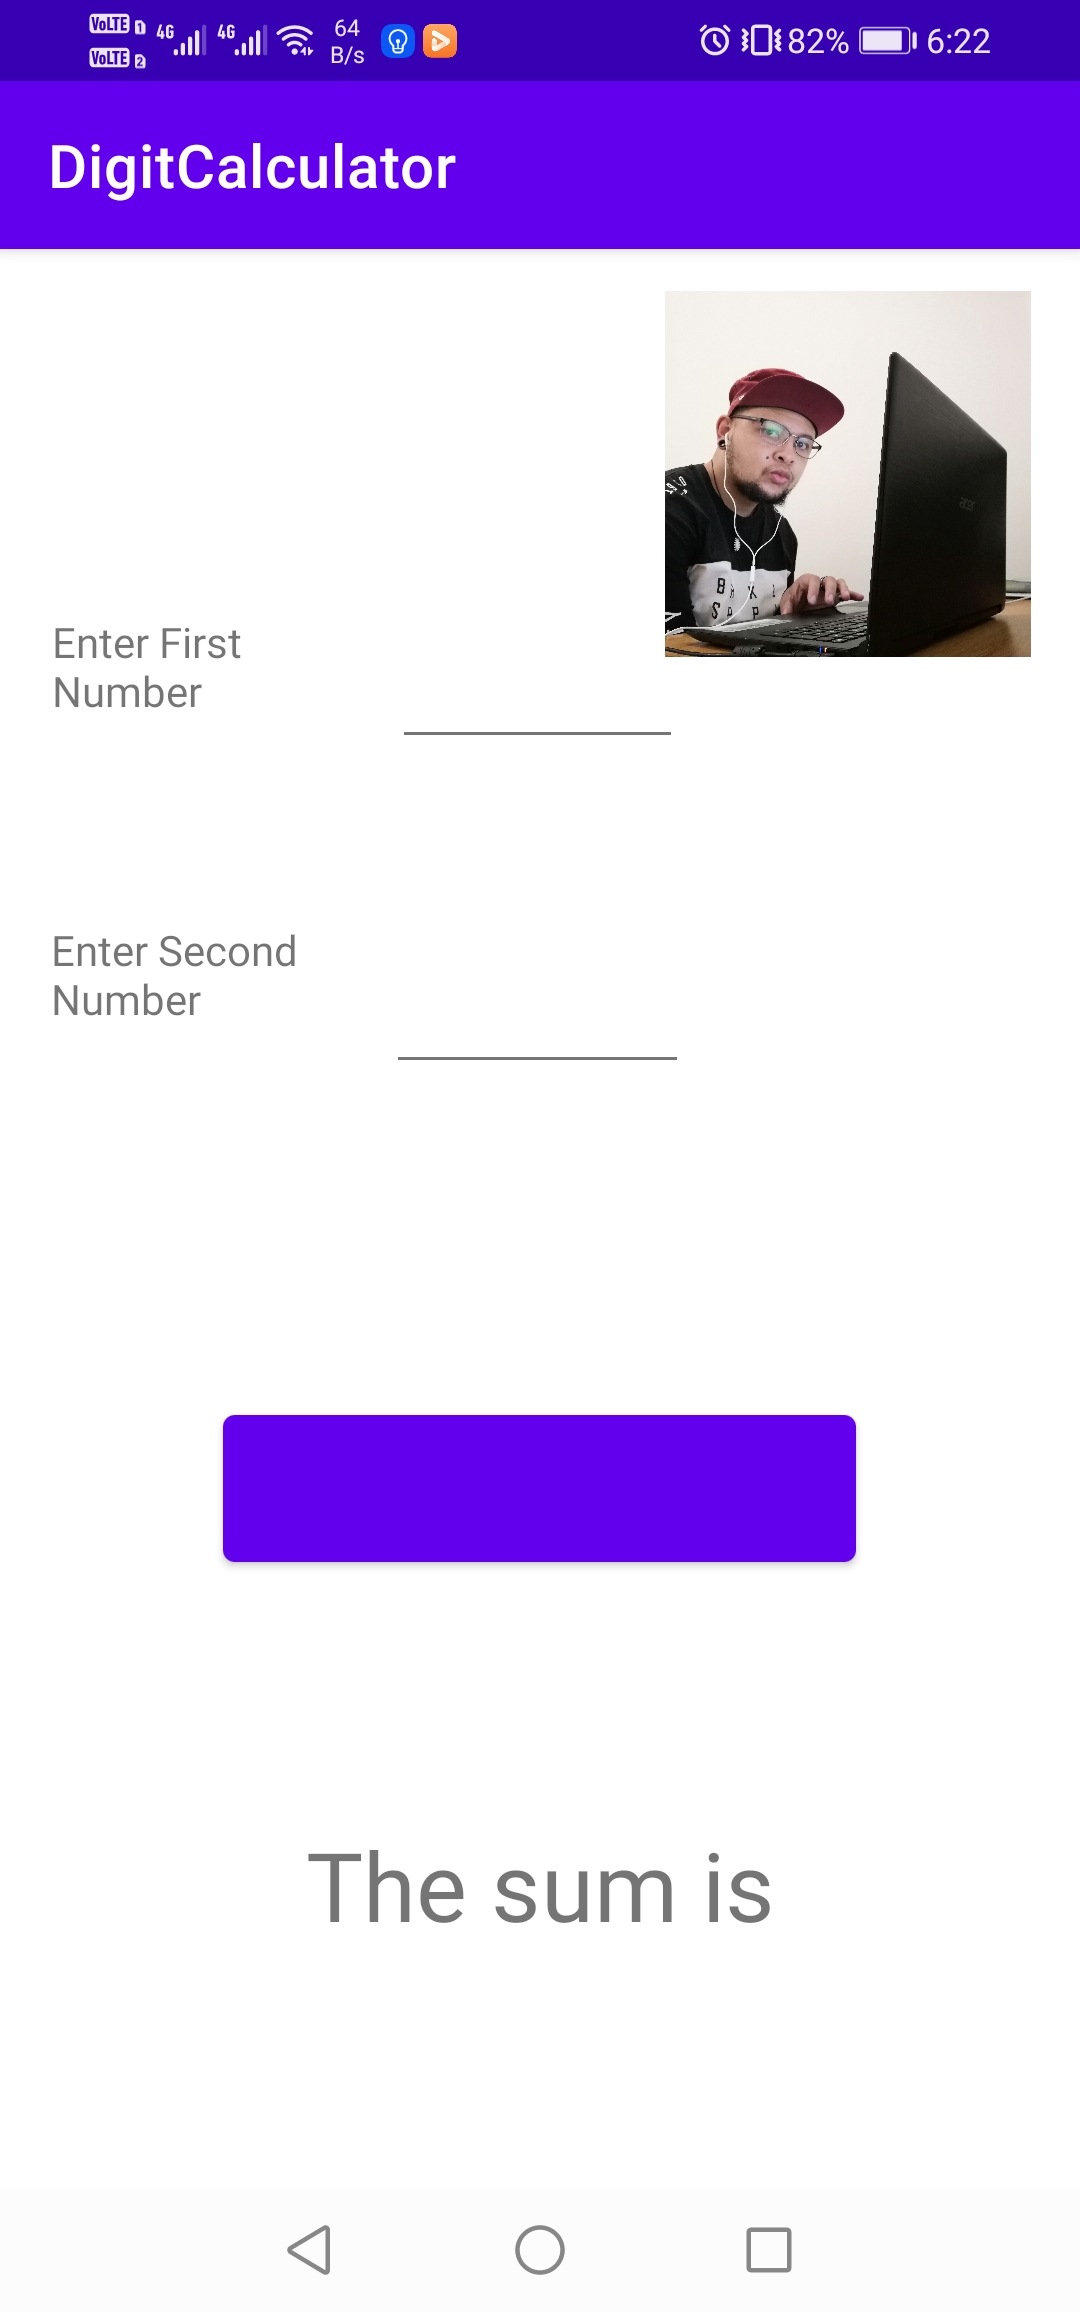 VoLTE 1 4G 4G 64 82% 6:22
VoLTE 2 B/s
DigitCalculator
acer
Enter First
Number
Enter Second
Number
The sum is